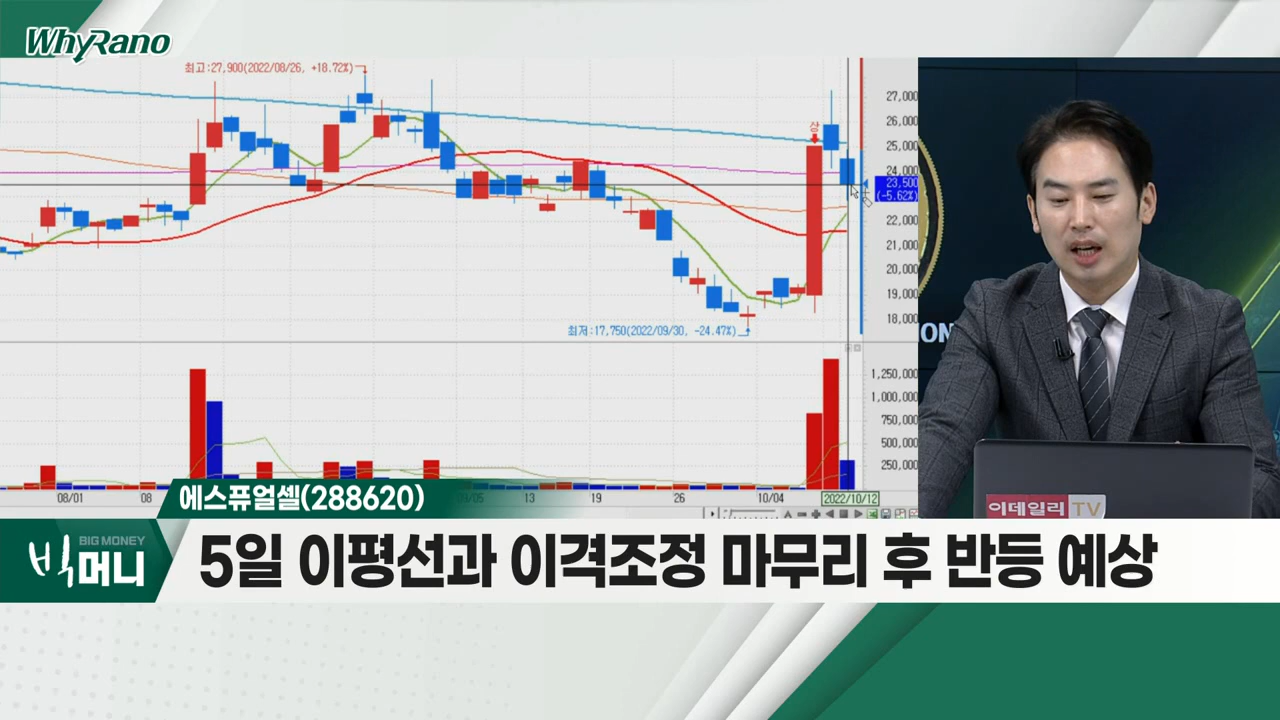 WhyRano
최고:27,900(2022/08/26, +18.72%)
상
27,000
26,000
25,000
24,000
23,500
(-5.62%)
22,000
21,000
20,000
19,000
18,000
최저:17,750(2022/09/30, -24.47%)
1,250,000
1,000,000
750,000
500,000
250,000
08/01
08
09/05
13
19
26
10/04
2022/10/12
ION
이데일리 TV
에스퓨얼셀(288620)
BIG MONEY
빅머니
5일 이평선과 이격조정 마무리 후 반등 예상